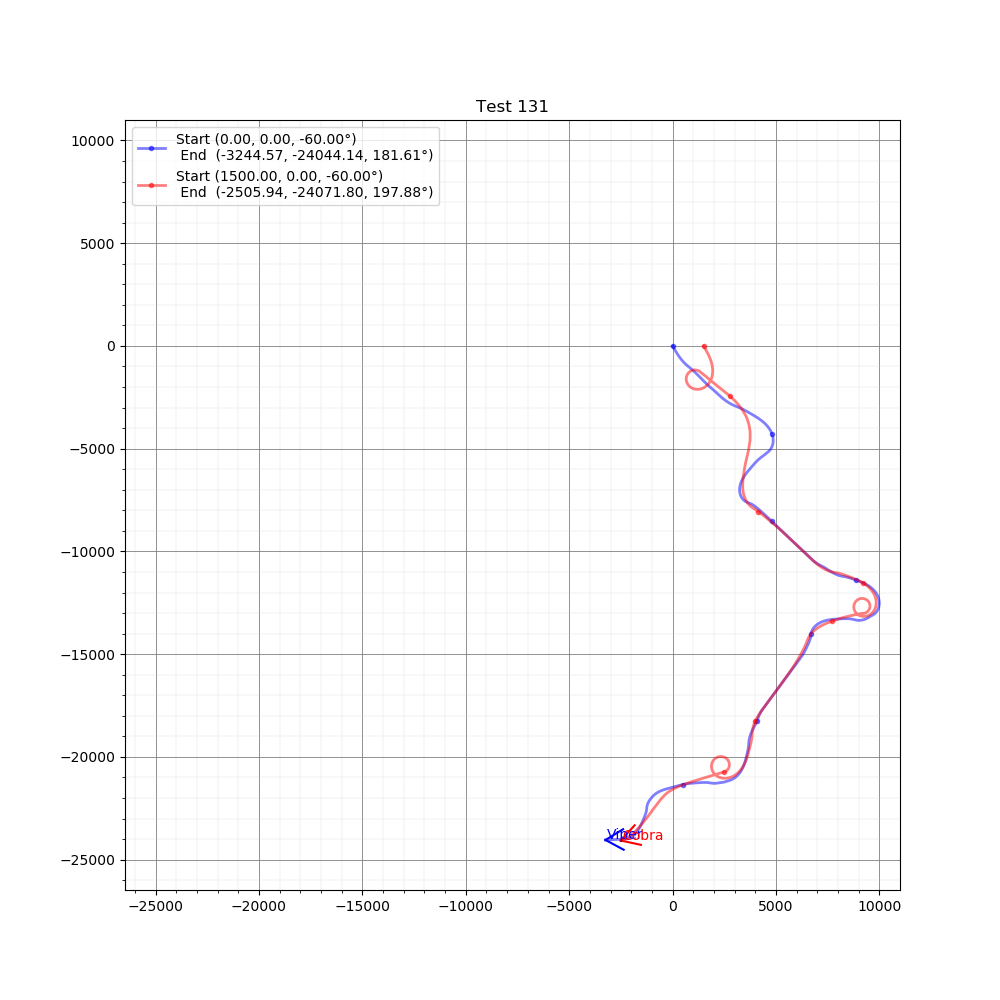 Test 131
Start (0.00, 0.00, -60.00°)
End (-3244.57, -24044.14, 181.61°)
Start (1500.00, 0.00, -60.00°)
End (-2505.94, -24071.80, 197.88°)
10000
5000
0
−5000
−10000
−15000
−20000
−25000
Viper
Cobra
−25000 −20000 −15000 −10000 −5000 0 5000 10000